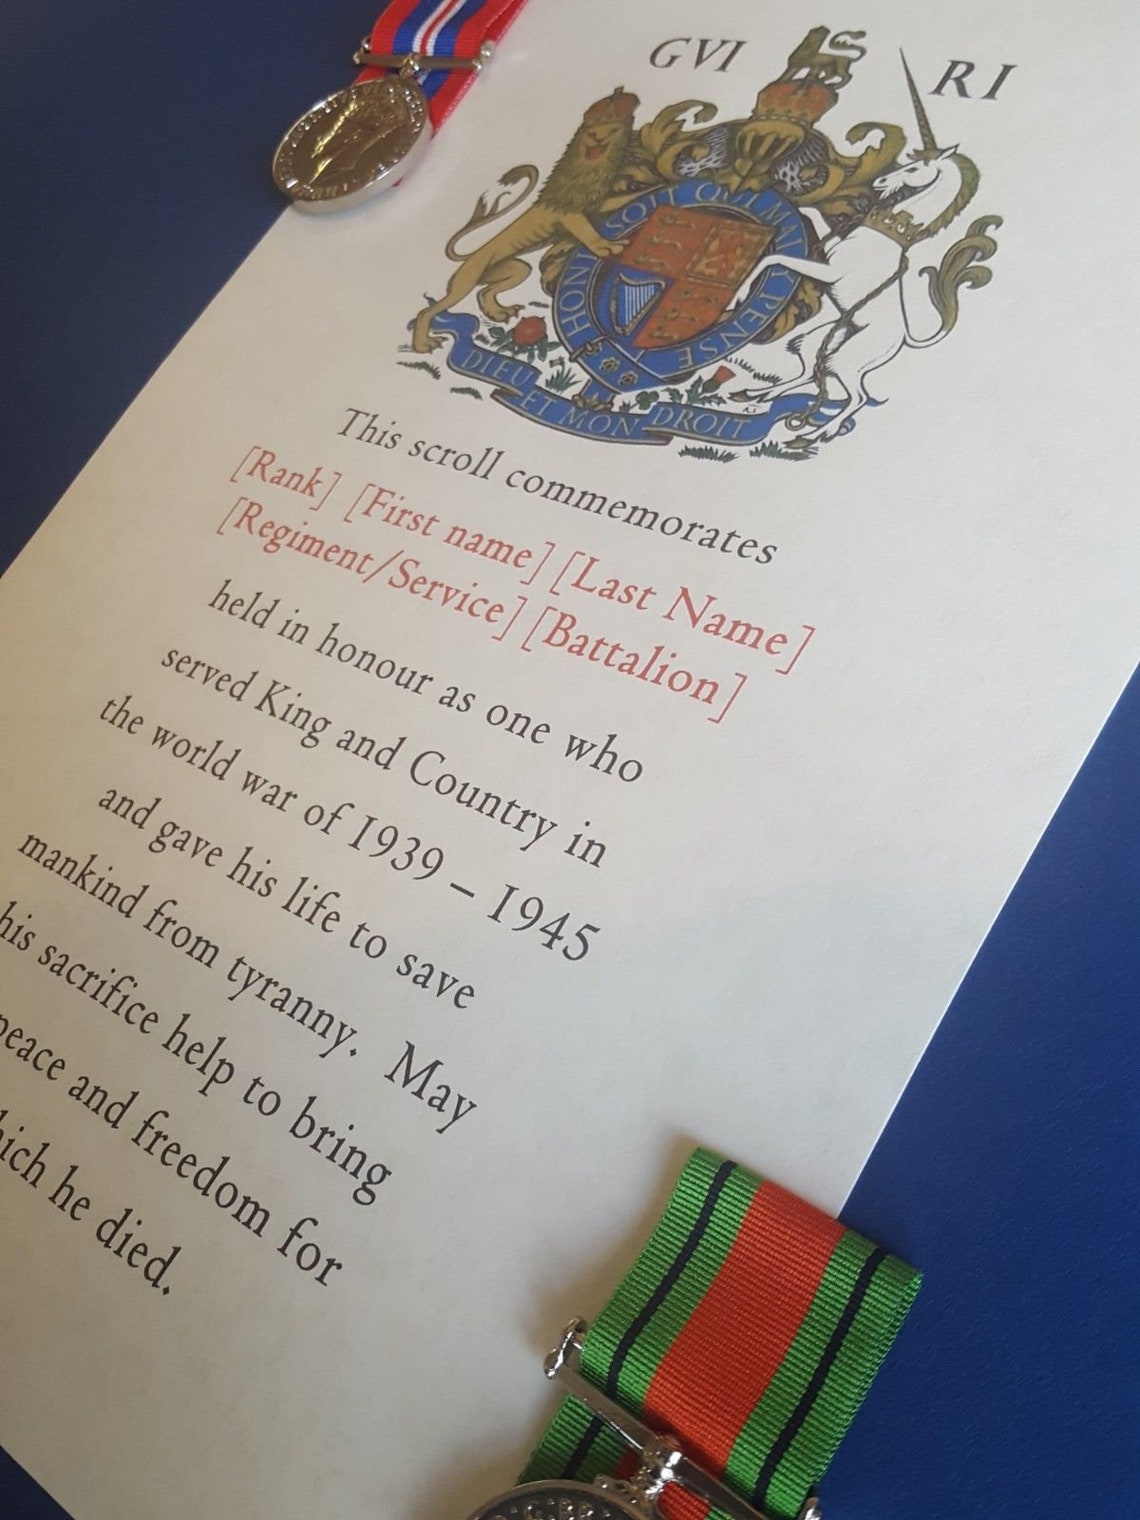 GVI RI
HONI SOIT QUI MAL Y PENSE
DIEU ET MON DROIT
This scroll commemorates
[Rank] [First name] [Last Name]
[Regiment/Service] [Battalion]
held in honour as one who
served King and Country in
the world war of 1939 – 1945
and gave his life to save
mankind from tyranny. May
his sacrifice help to bring
peace and freedom for
hich he died.